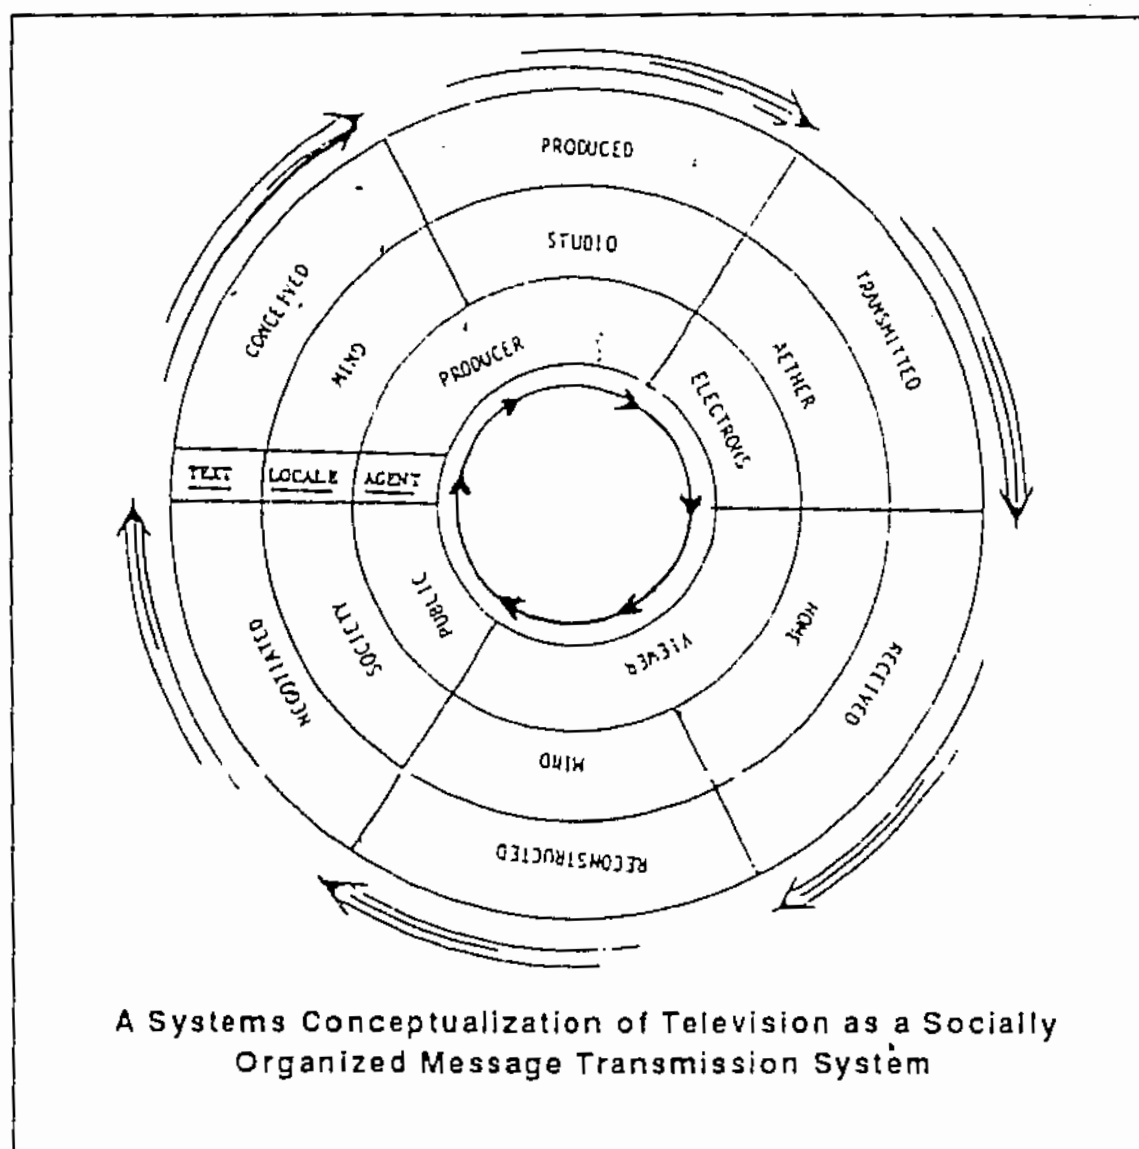 PRODUCED
STUDIO
PRODUCER
TRANSMITTED
AETHER
ELECTRONS
RECEIVED
HOME
VIEWER
RECONSTRUCTED
MIND
NEGOTIATED
SOCIETY
PUBLIC
TEXT LOCALE AGENT
CONCEIVED
MIND
A Systems Conceptualization of Television as a Socially
Organized Message Transmission System